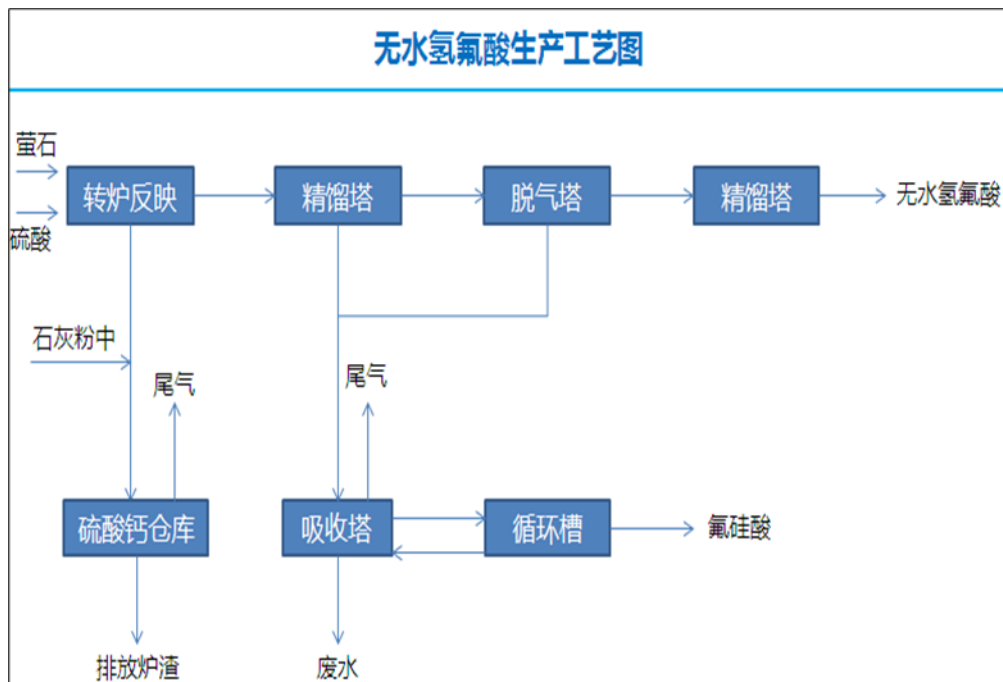 无水氢氟酸生产工艺图
萤石
转炉反映
精馏塔
脱气塔
精馏塔
无水氢氟酸
硫酸
石灰粉中
尾气
尾气
硫酸钙仓库
吸收塔
循环槽
氟硅酸
排放炉渣
废水